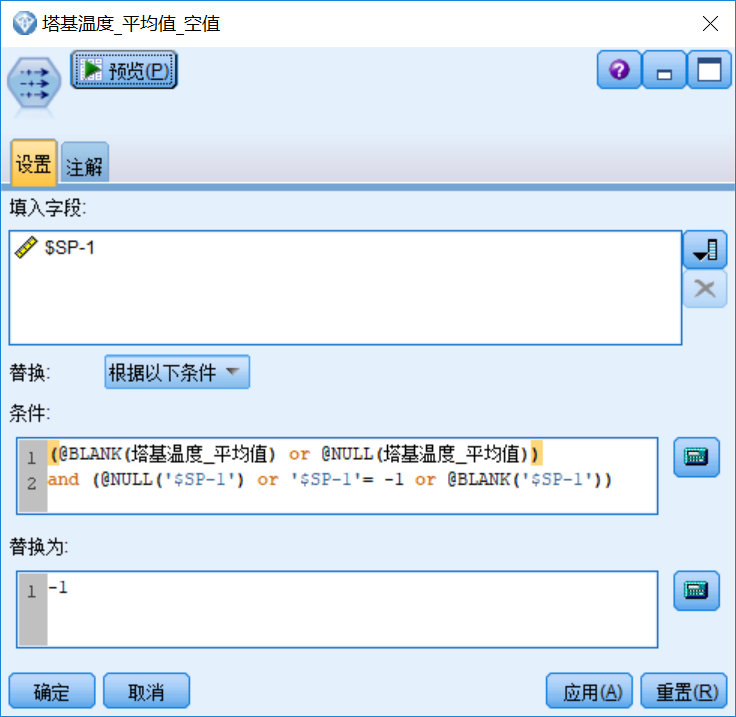 塔基温度_平均值_空值
预览(P)
设置 注解
填入字段:
$SP-1
替换: 根据以下条件
条件:
1 (@BLANK(塔基温度_平均值) or @NULL(塔基温度_平均值))
2 and (@NULL('$SP-1') or '$SP-1'= -1 or @BLANK('$SP-1'))
替换为:
1 -1
确定 取消 应用(A) 重置(R)